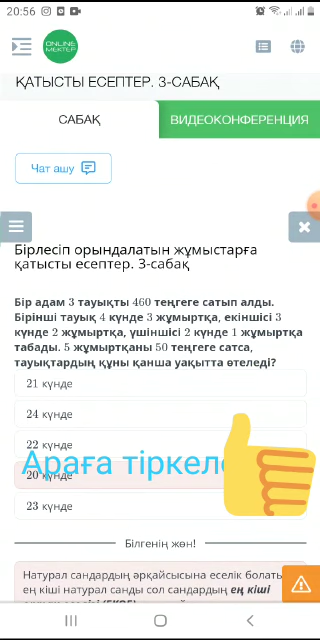 20:56
ONLINE
МЕКТЕП
ҚАТЫСТЫ ЕСЕПТЕР. 3-САБАҚ
САБАҚ
ВИДЕОКОНФЕРЕНЦИЯ
Чат ашу
Бірлесіп орындалатын жұмыстарға
қатысты есептер. 3-сабақ
Бір адам 3 тауықты 460 теңгеге сатып алды.
Бірінші тауық 4 күнде 3 жұмыртқа, екіншісі 3
күнде 2 жұмыртқа, үшіншісі 2 күнде 1 жұмыртқа
табады. 5 жұмыртқаны 50 теңгеге сатса,
тауықтардың құны қанша уақытта өтеледі?
21 күнде
24 күнде
22 күнде
Араға тіркел
20 күнде
23 күнде
Білгенің жөн!
Натурал сандардың әрқайсысына еселік болаты
ең кіші натурал санды сол сандардың ең кіші